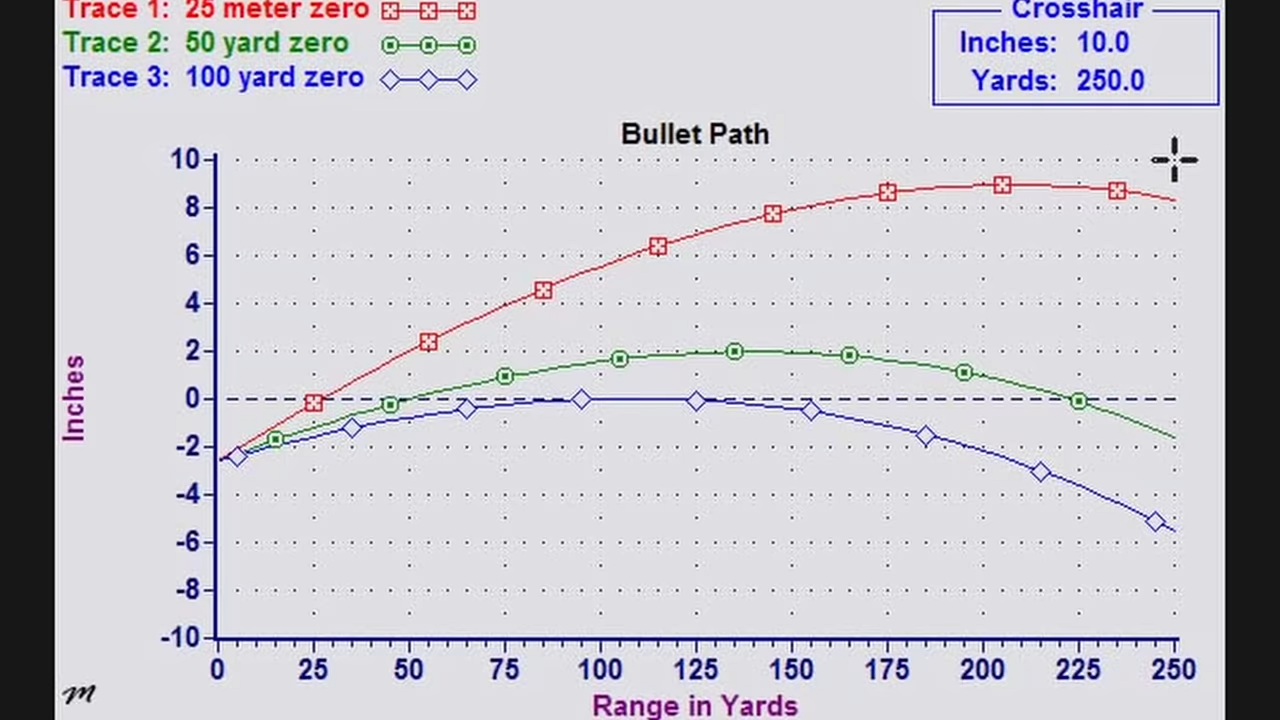 Trace 1: 25 meter zero
Trace 2: 50 yard zero
Trace 3: 100 yard zero
Crosshair
Inches: 10.0
Yards: 250.0
Bullet Path
10
8
6
4
2
0
-2
-4
-6
-8
-10
Inches
0 25 50 75 100 125 150 175 200 225 250
Range in Yards
m